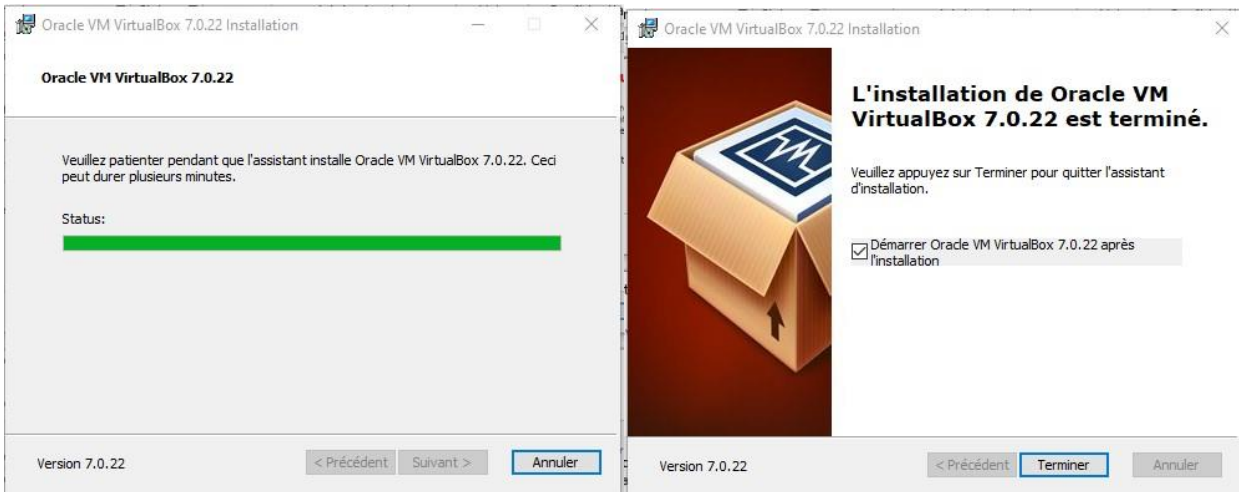 Oracle VM VirtualBox 7.0.22 Installation
Oracle VM VirtualBox 7.0.22
Veuillez patienter pendant que l'assistant installe Oracle VM VirtualBox 7.0.22. Ceci
peut durer plusieurs minutes.
Status:
Version 7.0.22
< Précédent
Suivant >
Annuler
Oracle VM VirtualBox 7.0.22 Installation
L'installation de Oracle VM
VirtualBox 7.0.22 est terminé.
Veuillez appuyez sur Terminer pour quitter l'assistant
d'installation.
Démarrer Oracle VM VirtualBox 7.0.22 après
l'installation
Version 7.0.22
< Précédent
Terminer
Annuler